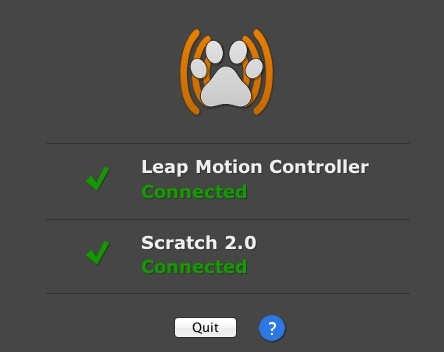 Leap Motion Controller
Connected
Scratch 2.0
Connected
Quit
?